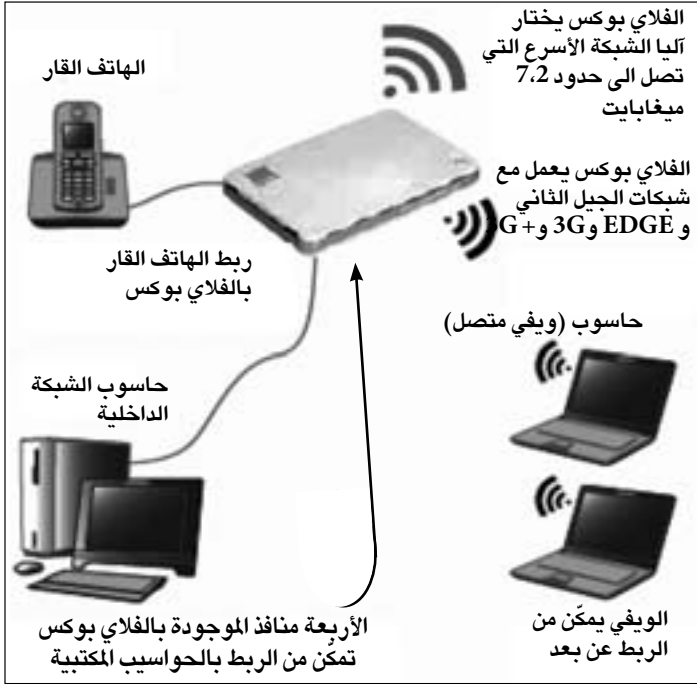 الفلاي بوكس يختار
آليا الشبكة الأسرع التي
تصل الى حدود 7،2
ميغابايت
الهاتف القار
الفلاي بوكس يعمل مع
شبكات الجيل الثاني
و EDGE و3G و+G
ربط الهاتف القار
بالفلاي بوكس
حاسوب (ويفي متصل)
حاسوب الشبكة
الداخلية
الويفي يمكّن من
الربط عن بعد
الأربعة منافذ الموجودة بالفلاي بوكس
تمكّن من الربط بالحواسيب المكتبية